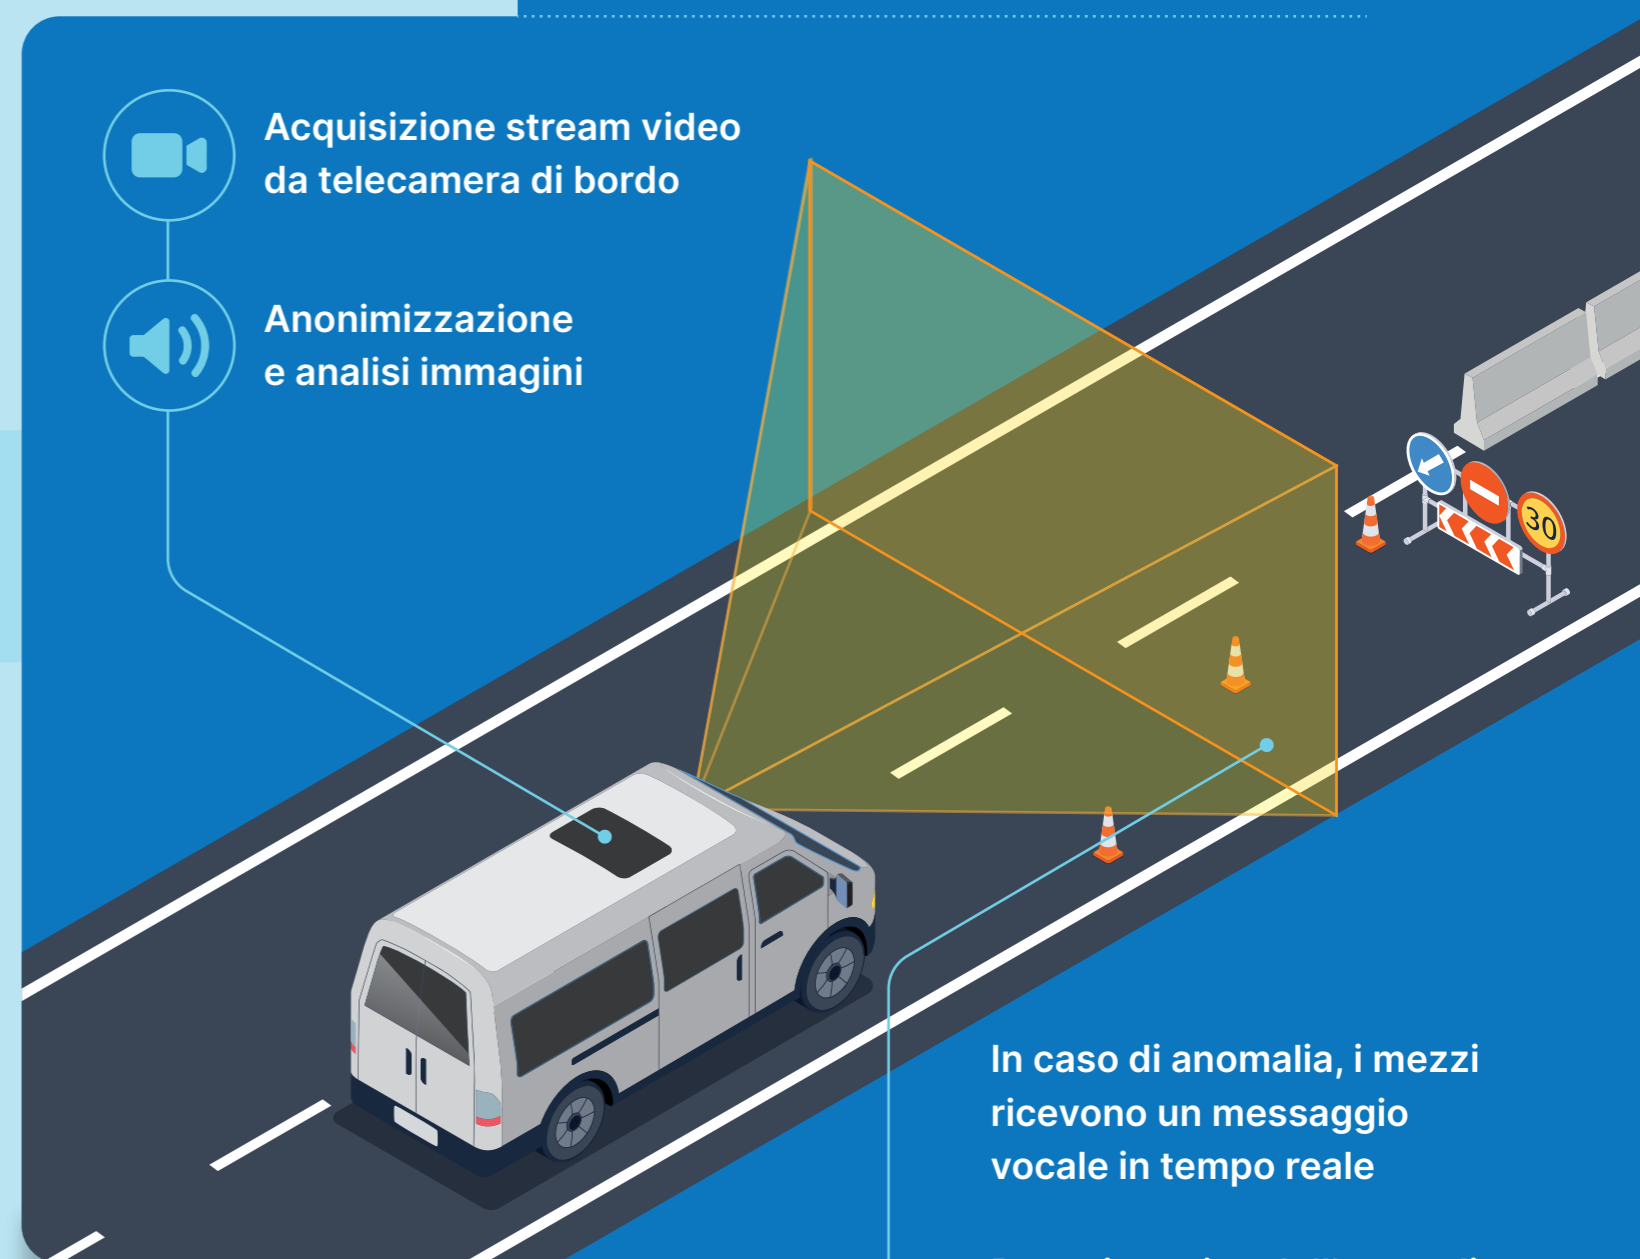 Acquisizione stream video
da telecamera di bordo
Anonimizzazione
e analisi immagini
30
In caso di anomalia, i mezzi
ricevono un messaggio
vocale in tempo reale